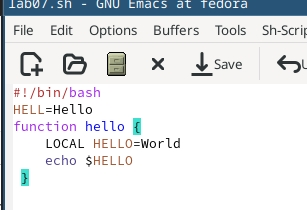 lab07.sh - GNU Emacs at fedora
File Edit Options Buffers Tools Sh-Scrip
Save U
#!/bin/bash
HELL=Hello
function hello {
    LOCAL HELLO=World
    echo $HELLO
 }